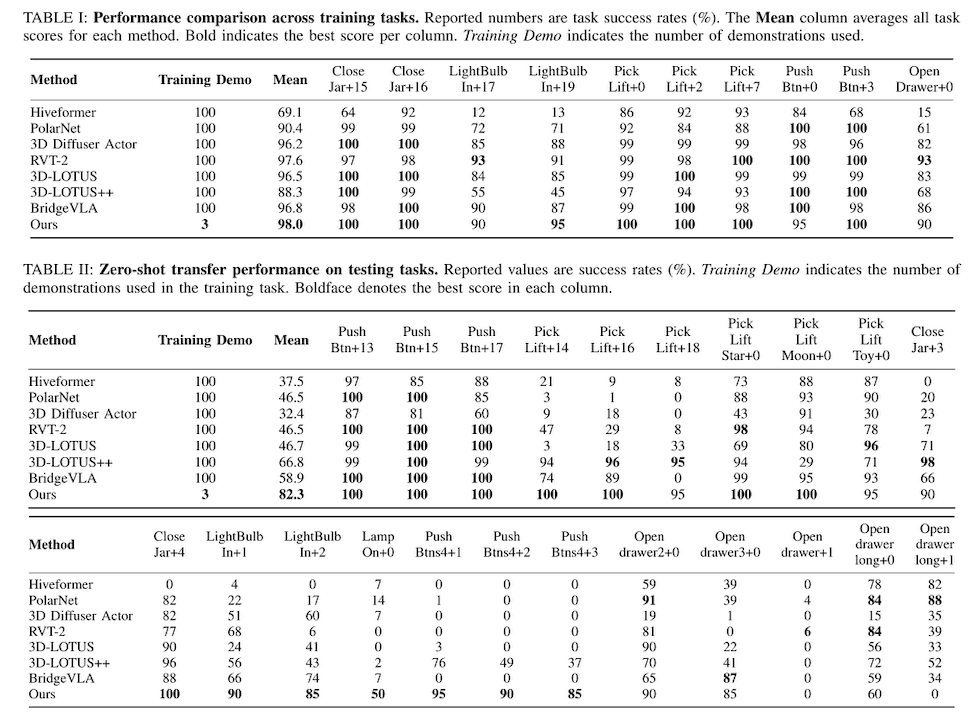 TABLE I: Performance comparison across training tasks. Reported numbers are task success rates (%). The Mean column averages all task
scores for each method. Bold indicates the best score per column. Training Demo indicates the number of demonstrations used.
Method Training Demo Mean Close Jar+15 Close Jar+16 LightBulb In+17 LightBulb In+19 Pick Lift+0 Pick Lift+2 Pick Lift+7 Push Btn+0 Push Btn+3 Open Drawer+0
Hiveformer 100 69.1 64 92 12 13 86 92 93 84 68 15
PolarNet 100 90.4 99 99 72 71 92 84 88 100 100 61
3D Diffuser Actor 100 96.2 100 100 85 88 99 99 99 98 96 82
RVT-2 100 97.6 97 98 93 91 99 98 100 100 100 93
3D-LOTUS 100 96.5 100 100 84 85 99 100 99 99 99 83
3D-LOTUS++ 100 88.3 100 99 55 45 97 94 93 100 100 68
BridgeVLA 100 96.8 98 100 90 87 99 100 98 100 98 86
Ours 3 98.0 100 100 90 95 100 100 100 95 100 90
TABLE II: Zero-shot transfer performance on testing tasks. Reported values are success rates (%). Training Demo indicates the number of
demonstrations used in the training task. Boldface denotes the best score in each column.
Method Training Demo Mean Push Btn+13 Push Btn+15 Push Btn+17 Pick Lift+14 Pick Lift+16 Pick Lift+18 Pick Lift Star+0 Pick Lift Moon+0 Pick Lift Toy+0 Close Jar+3
Hiveformer 100 37.5 97 85 88 21 9 8 73 88 87 0
PolarNet 100 46.5 100 100 85 3 1 0 88 93 90 20
3D Diffuser Actor 100 32.4 87 81 60 9 18 0 43 91 30 23
RVT-2 100 46.5 100 100 100 47 29 8 98 94 78 7
3D-LOTUS 100 46.7 99 100 100 3 18 33 69 80 96 71
3D-LOTUS++ 100 66.8 99 100 99 94 96 95 94 29 71 98
BridgeVLA 100 58.9 100 100 100 74 89 0 99 95 93 66
Ours 3 82.3 100 100 100 100 100 95 100 100 95 90
Method Close Jar+4 LightBulb In+1 LightBulb In+2 Lamp On+0 Push Btns4+1 Push Btns4+2 Push Btns4+3 Open drawer2+0 Open drawer3+0 Open drawer+1 Open drawer long+0 Open drawer long+1
Hiveformer 0 4 0 7 0 0 0 59 39 0 78 82
PolarNet 82 22 17 14 1 0 0 91 39 4 84 88
3D Diffuser Actor 82 51 60 7 0 0 0 19 1 0 15 35
RVT-2 77 68 6 0 0 0 0 81 0 6 84 39
3D-LOTUS 90 24 41 0 3 0 0 90 22 0 56 33
3D-LOTUS++ 96 56 43 2 76 49 37 70 41 0 72 52
BridgeVLA 88 66 74 7 0 0 0 65 87 0 59 34
Ours 100 90 85 50 95 90 85 90 85 0 60 0